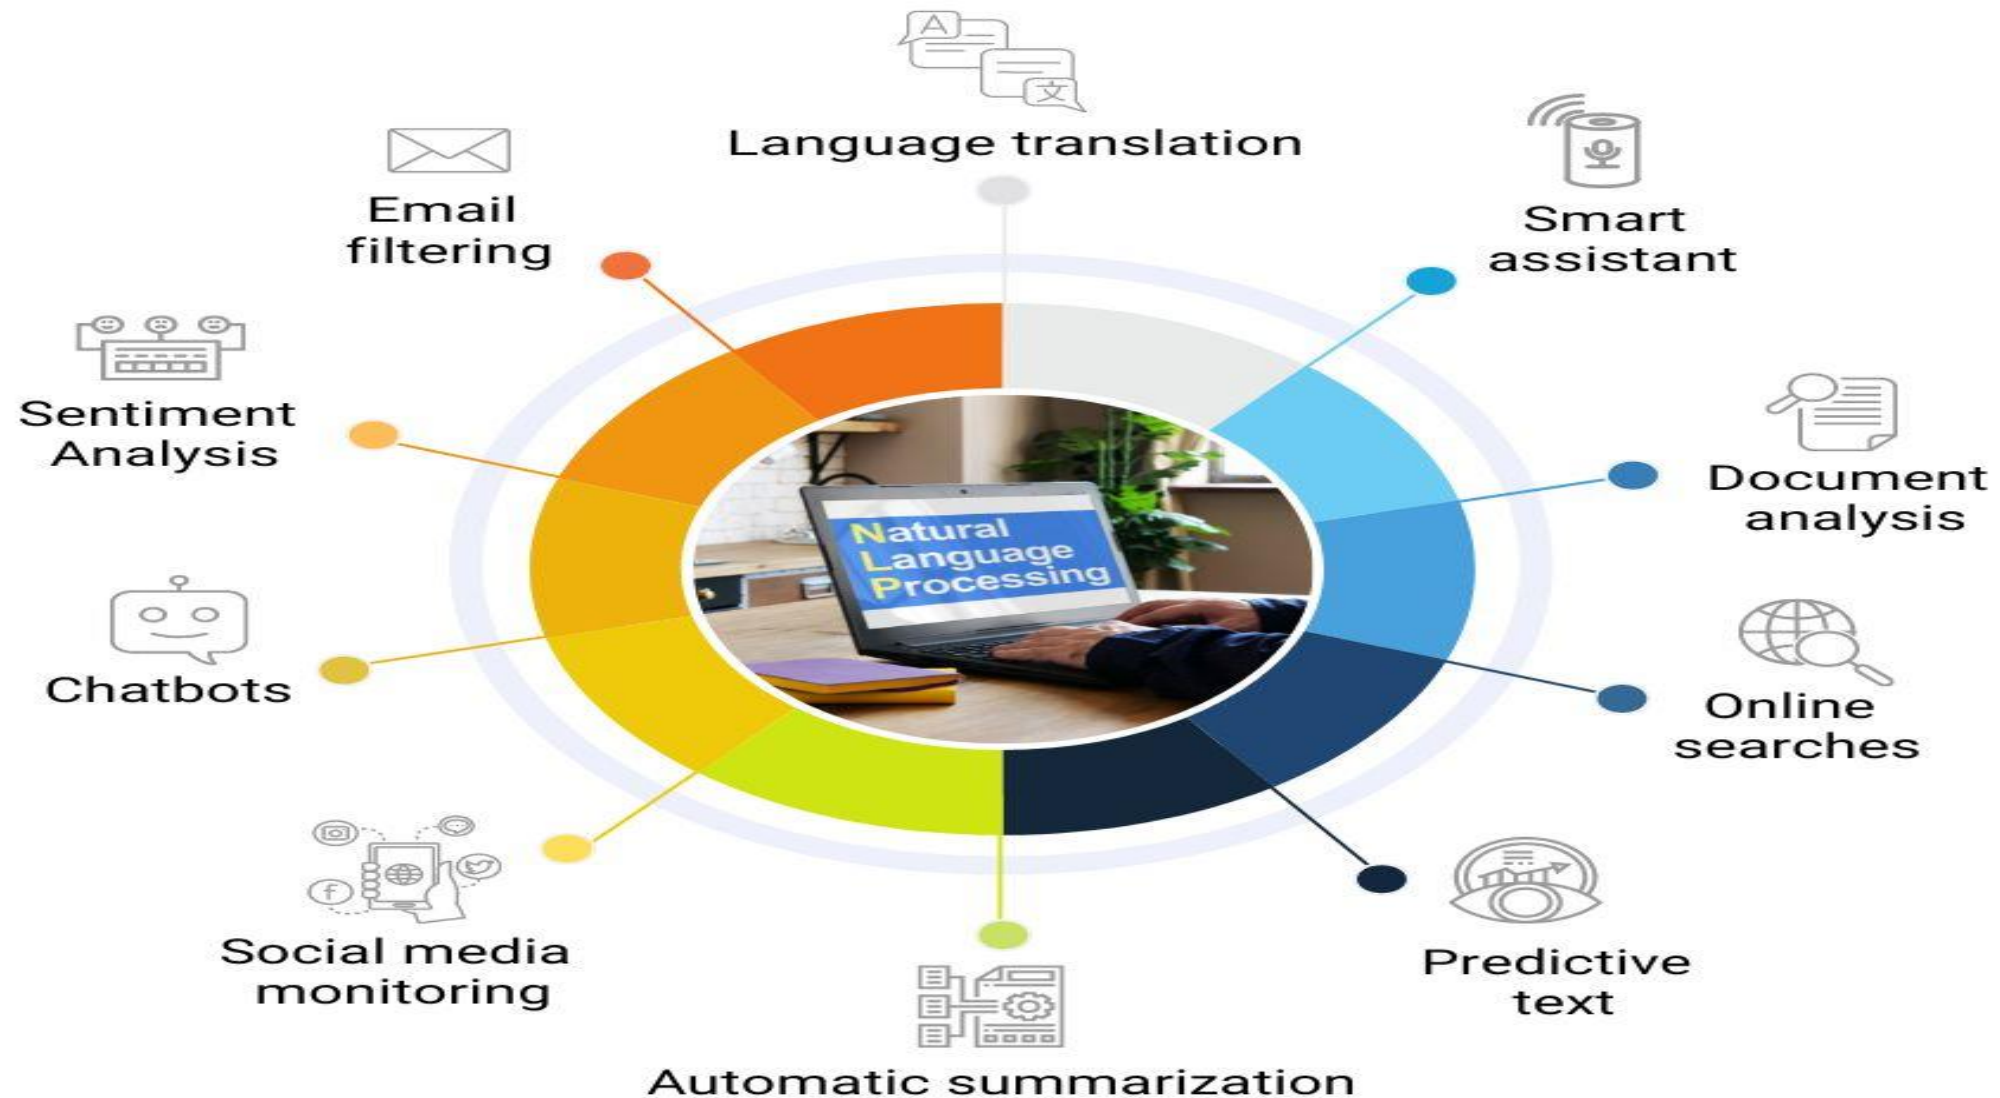 A
文
Language translation
Smart
assistant
Document
analysis
Online
searches
Predictive
text
Automatic summarization
Social media
monitoring
f
Chatbots
Sentiment
Analysis
Email
filtering
Natural
Language
Processing